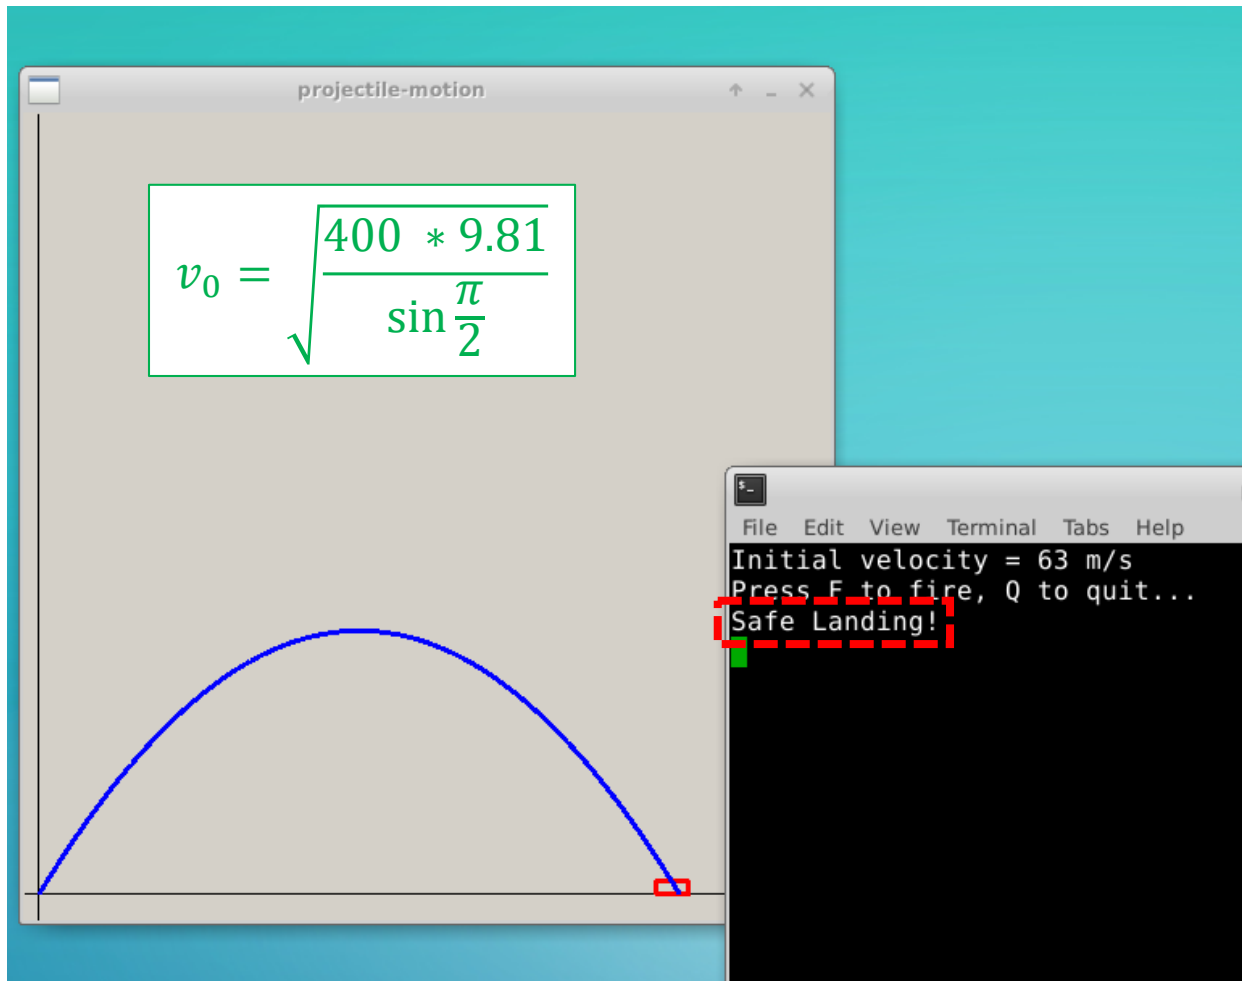 projectile-motion
v₀ = √((400 * 9.81) / (sin π/2))
File Edit View Terminal Tabs Help
Initial velocity = 63 m/s
Press F to fire, Q to quit...
Safe Landing!